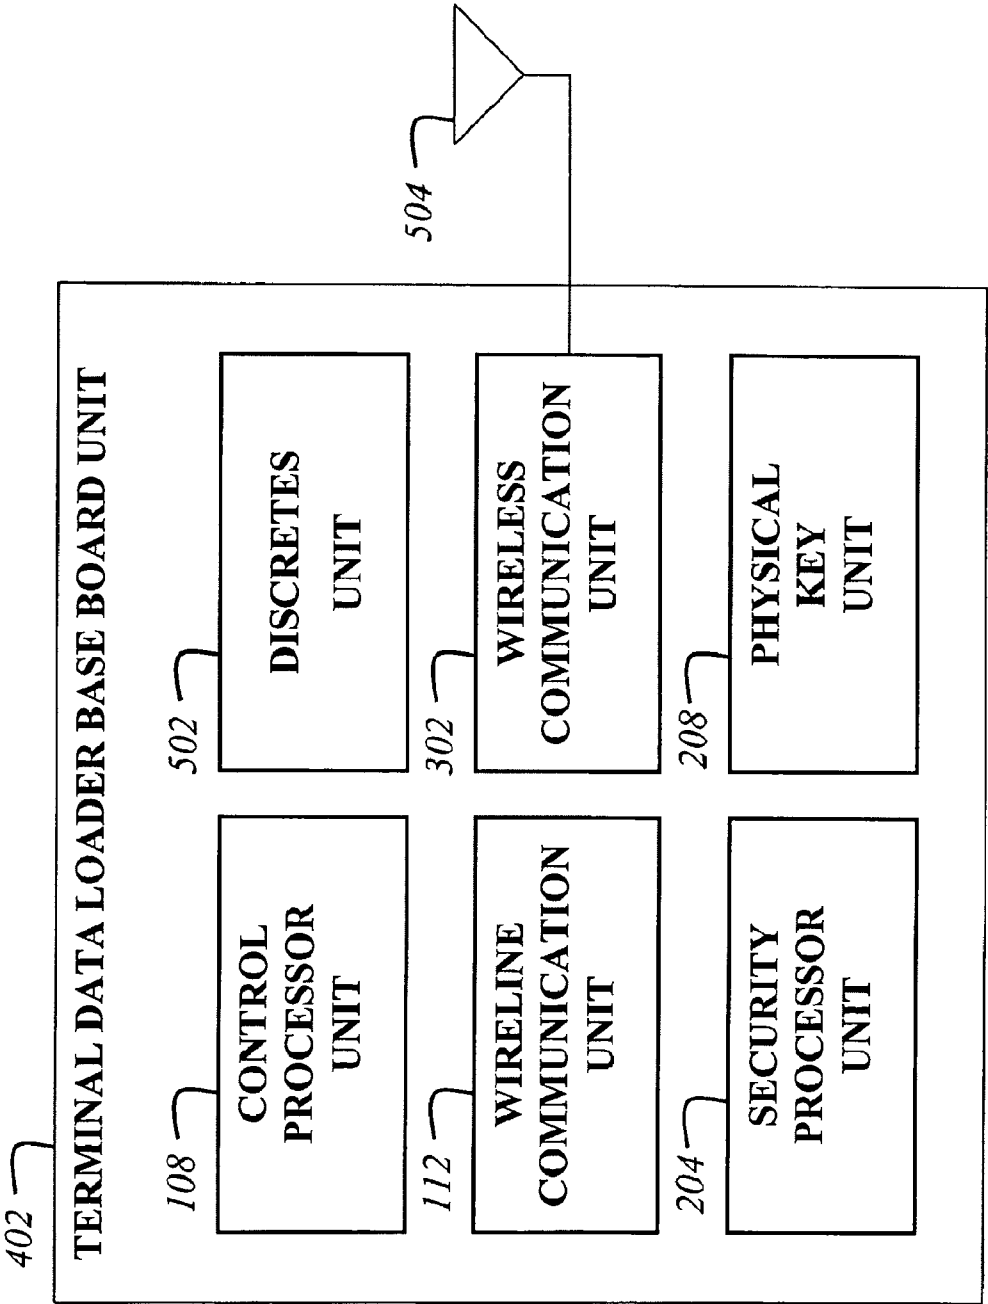 402
TERMINAL DATA LOADER BASE BOARD UNIT
108
CONTROL
PROCESSOR
UNIT
502
DISCRETES
UNIT
504
112
WIRELINE
COMMUNICATION
UNIT
302
WIRELESS
COMMUNICATION
UNIT
204
SECURITY
PROCESSOR
UNIT
208
PHYSICAL
KEY
UNIT